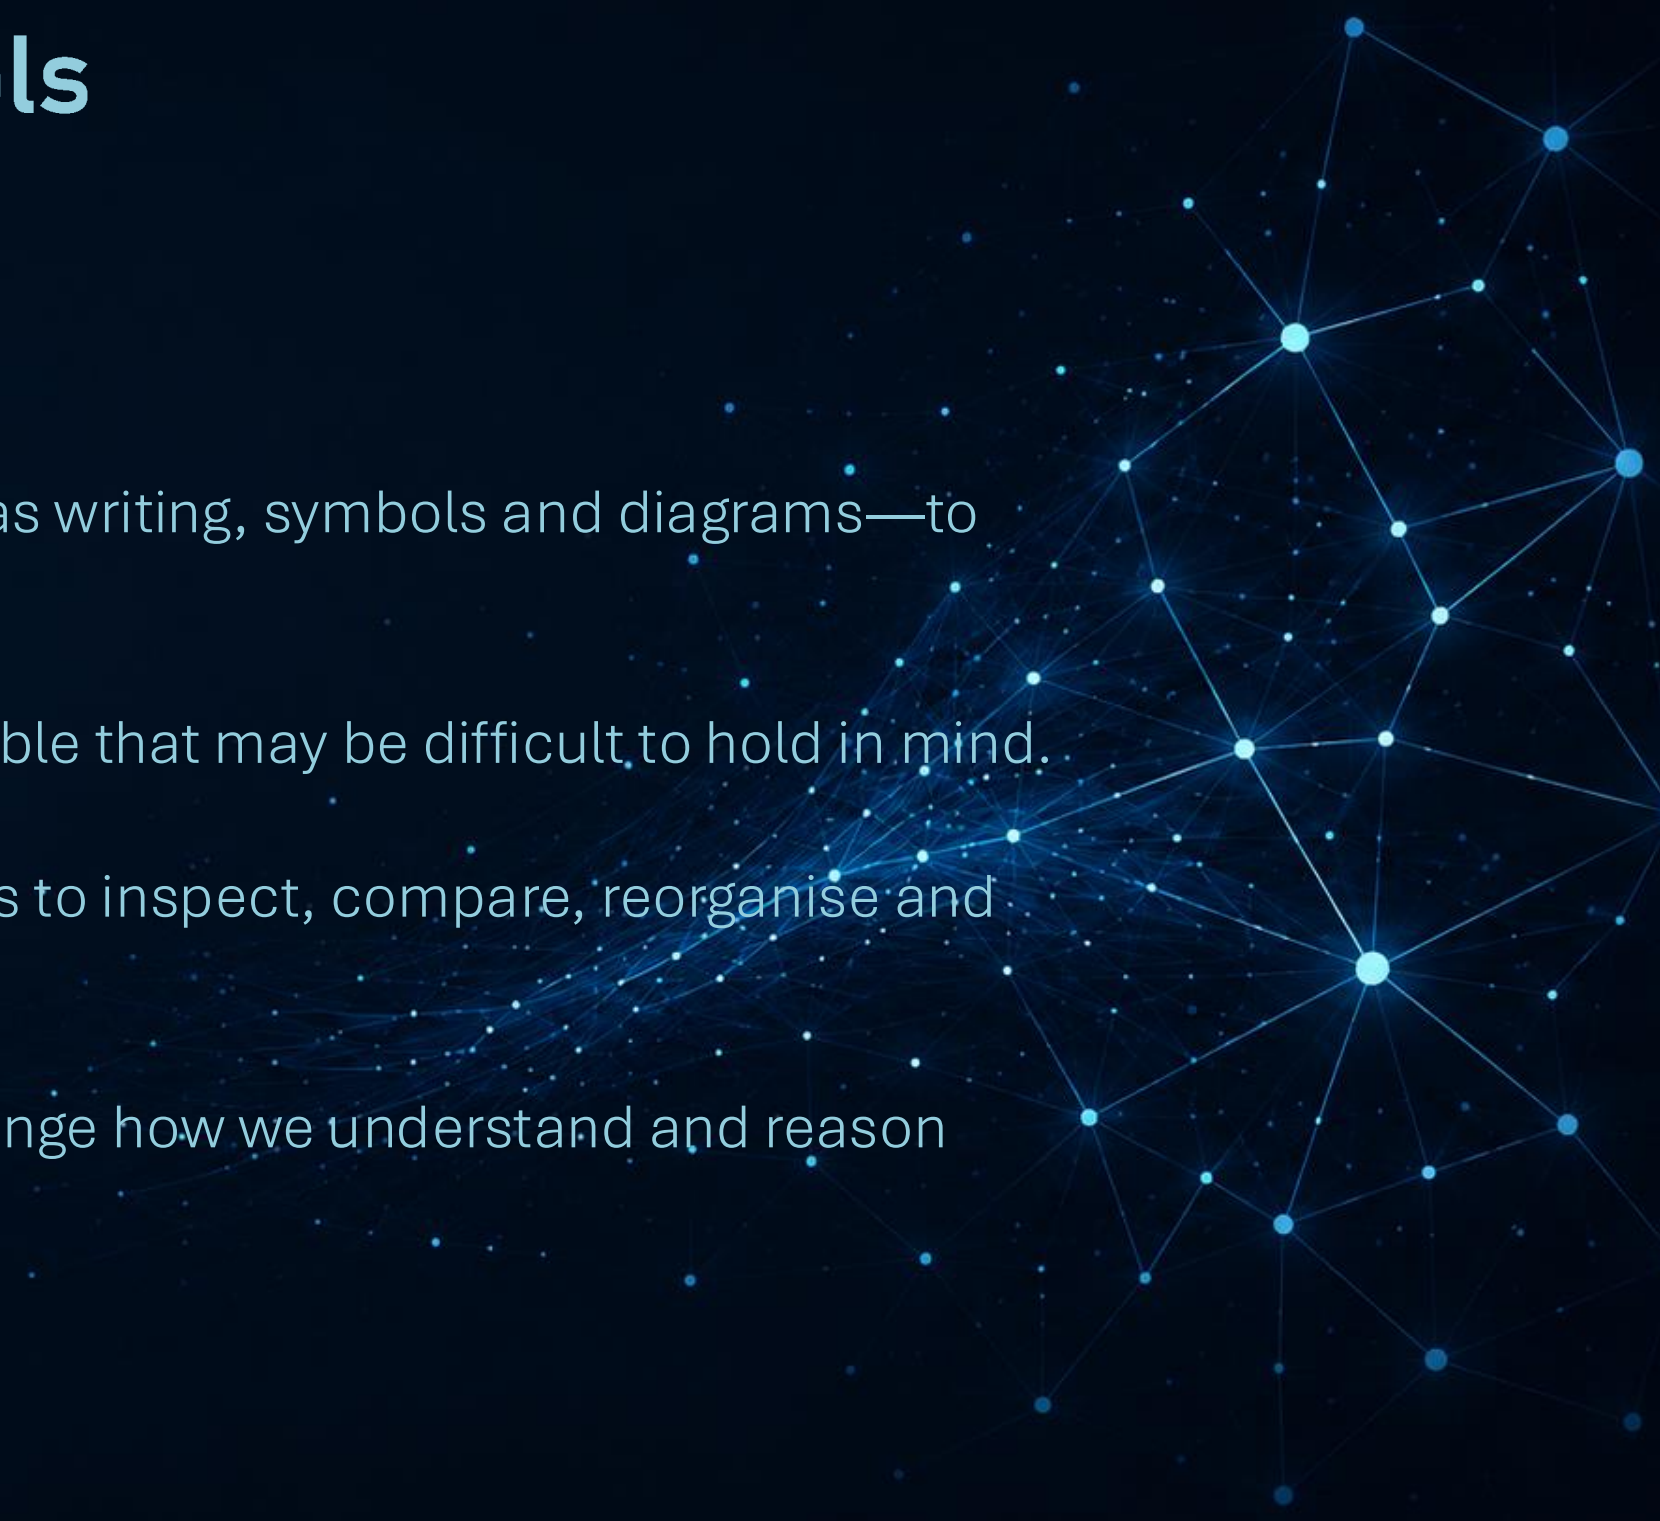 ls
as writing, symbols and diagrams—to
ble that may be difficult to hold in mind.
s to inspect, compare, reorganise and
nge how we understand and reason